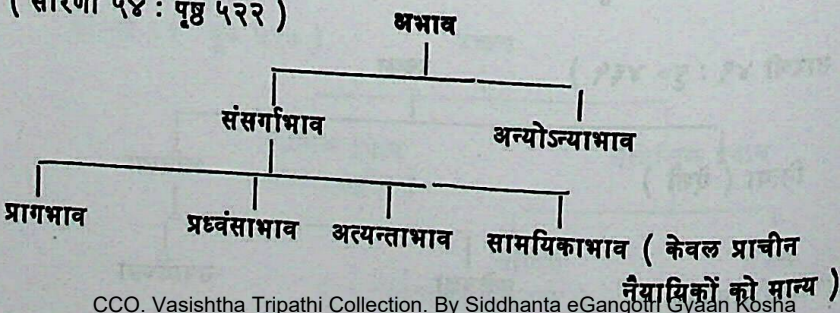 ( सारणी ५४ : पृष्ठ ५२२ )
अभाव
संसर्गाभाव अन्योऽन्याभाव
प्रागभाव प्रध्वंसाभाव अत्यन्ताभाव सामयिकाभाव ( केवल प्राचीन
नैयायिकों को मान्य )
CC0. Vasishtha Tripathi Collection. By Siddhanta eGangotri Gyaan Kosha